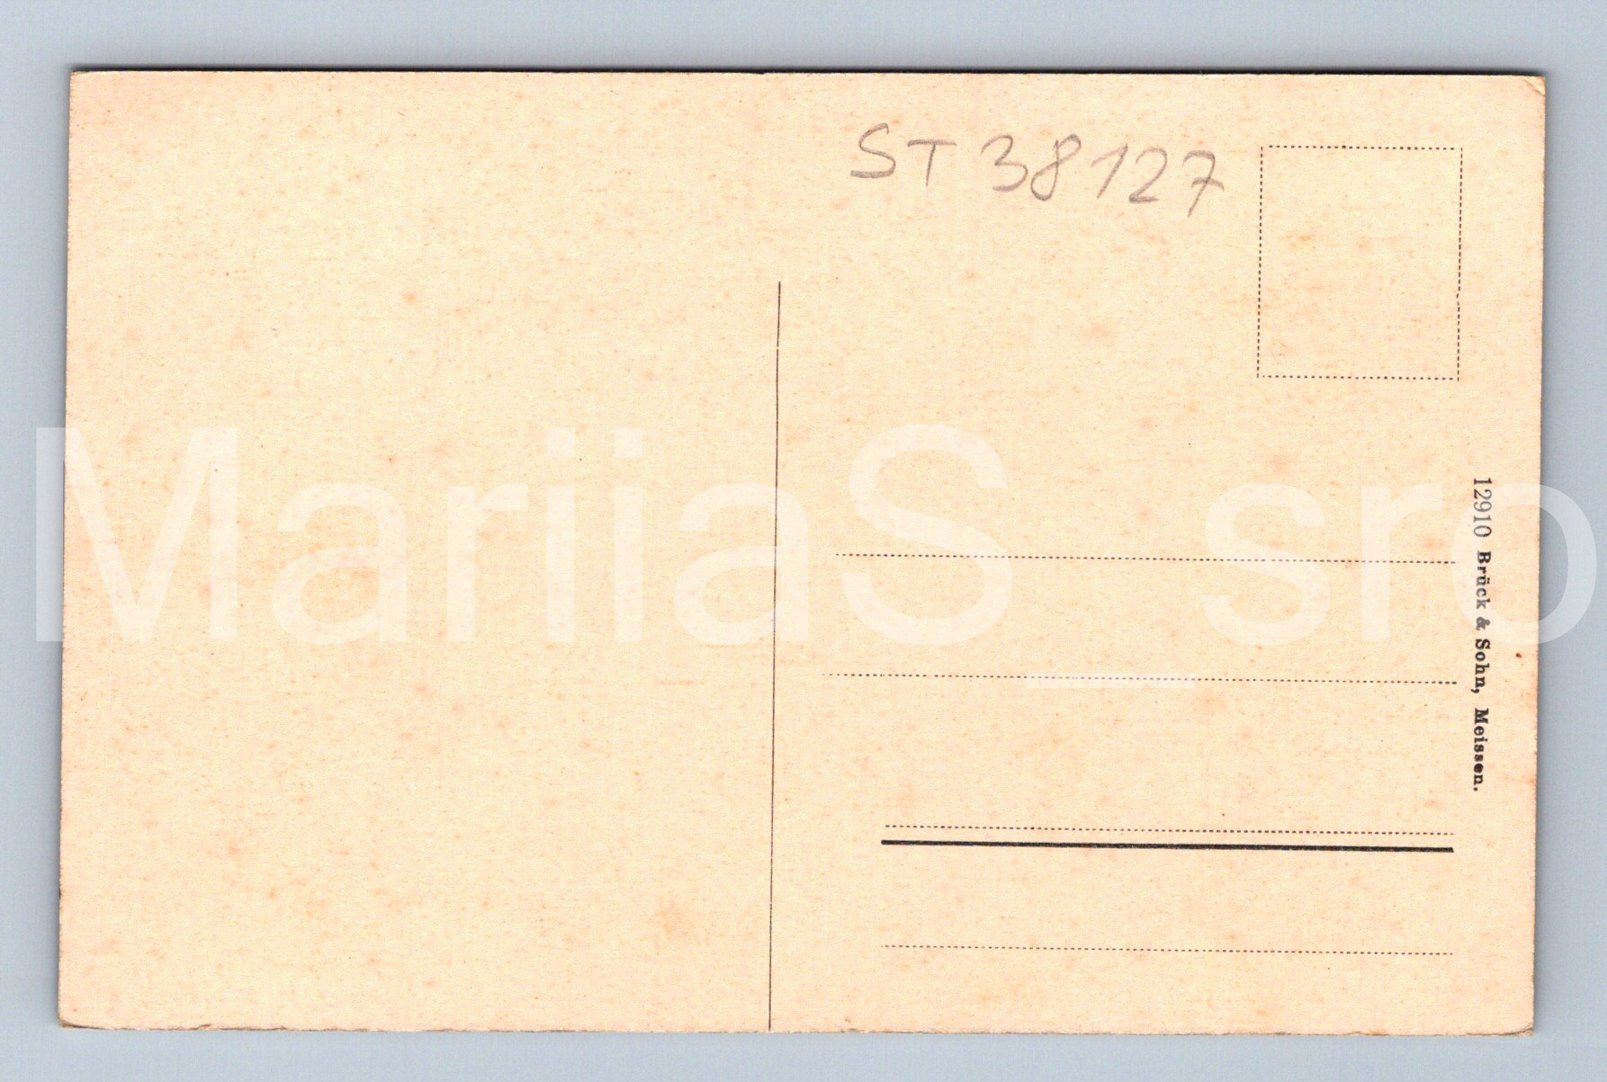 ST 38127
12910 Brück & Sohn, Meissen.
MariiaS_sro